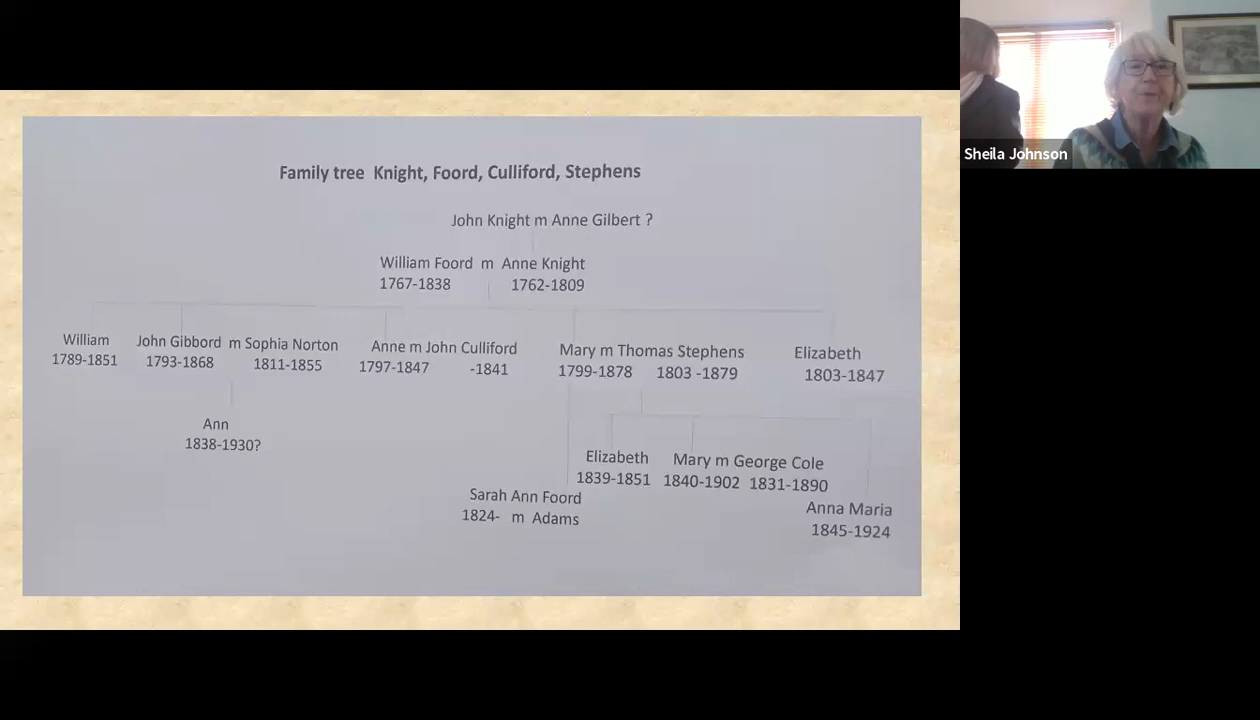 Family tree Knight, Foord, Culliford, Stephens
John Knight m Anne Gilbert ?
William Foord m Anne Knight
1767-1838 1762-1809
William John Gibbord m Sophia Norton Anne m John Culliford Mary m Thomas Stephens Elizabeth
1789-1851 1793-1868 1811-1855 1797-1847 -1841 1799-1878 1803 -1879 1803-1847
Ann
1838-1930?
Elizabeth Mary m George Cole
1839-1851 1840-1902 1831-1890
Sarah Ann Foord Anna Maria
1824- m Adams 1845-1924
Sheila Johnson